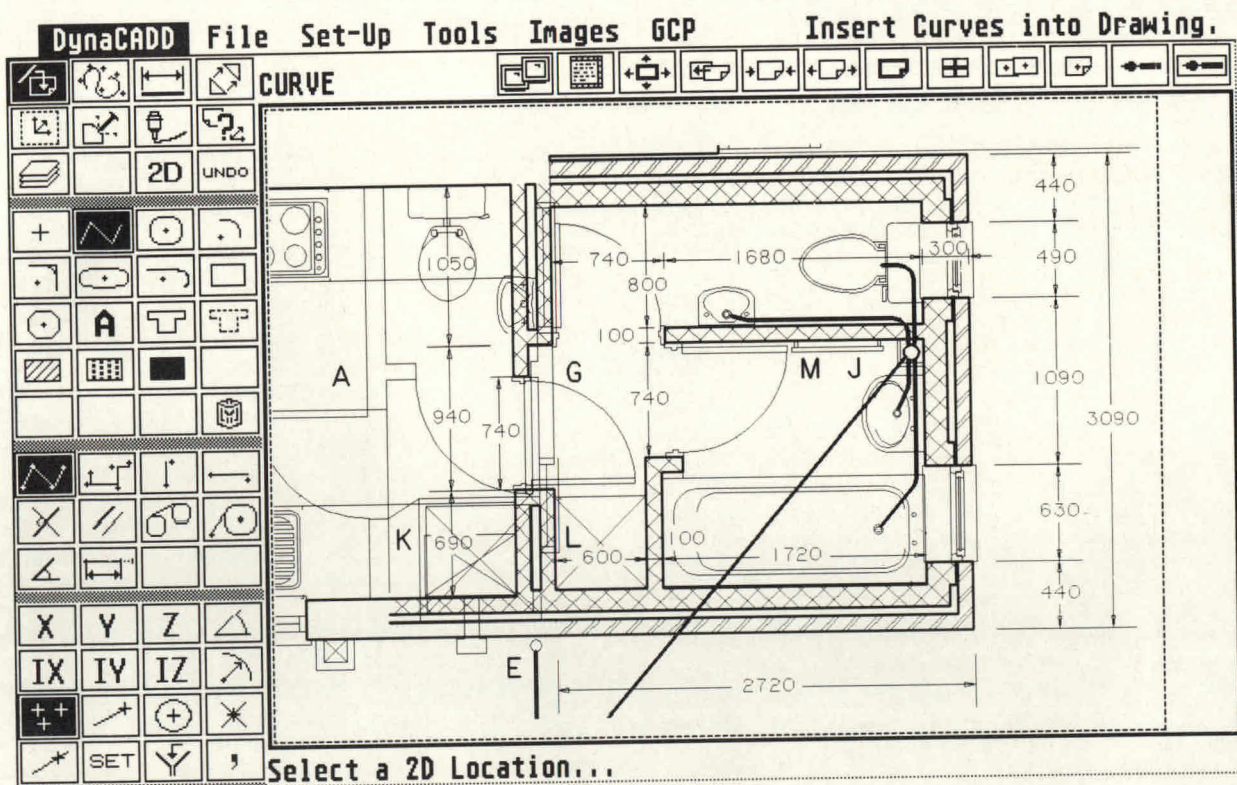 DynaCADD File Set-Up Tools Images GCP Insert Curves into Drawing.
CURVE
2D UNDO
A
X Y Z
IX IY IZ
SET ,
440
300
740 1680 490
1050
800
100
A G M J
1090
940 740 740 3090
K 690 L 600 100 1720 630
440
E
2720
Select a 2D Location...